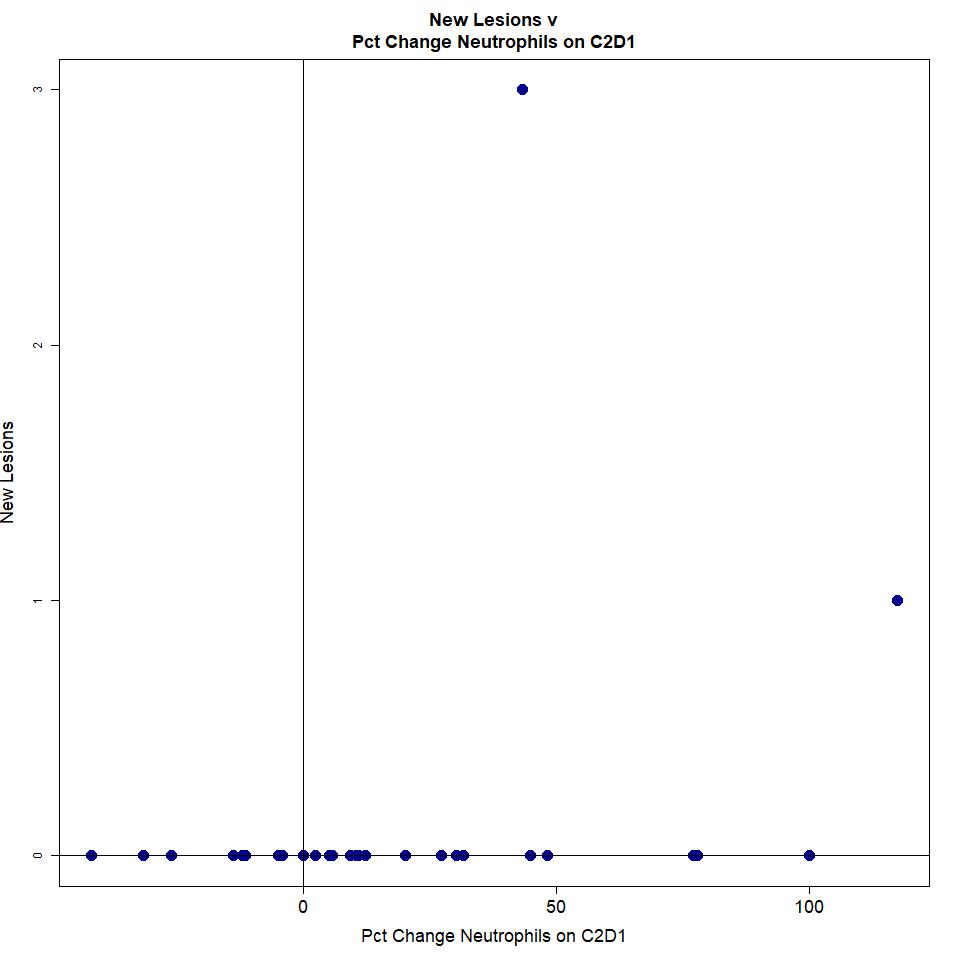 New Lesions v
Pct Change Neutrophils on C2D1
3
2
1
0
New Lesions
0 50 100
Pct Change Neutrophils on C2D1